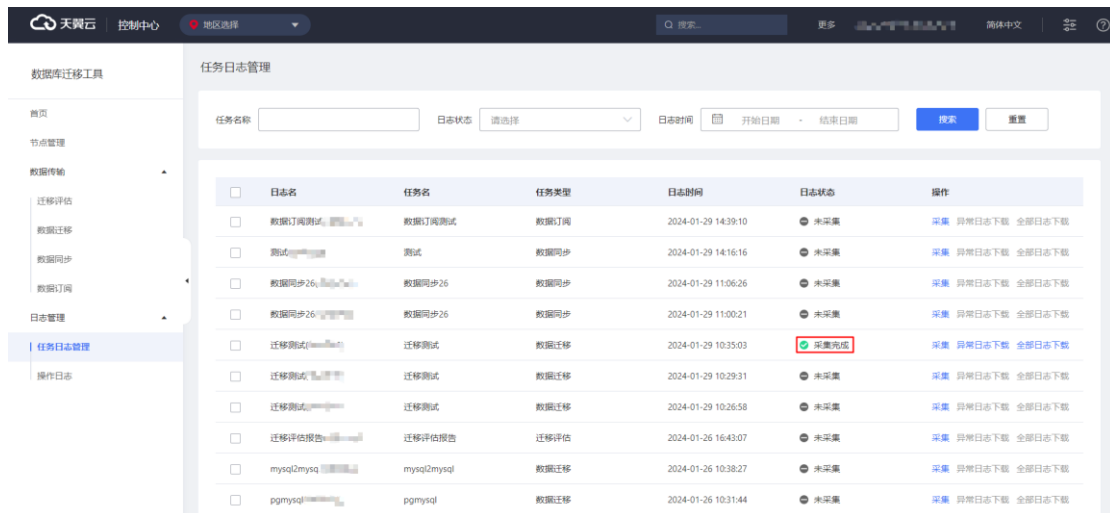 天翼云 控制中心 地区选择 搜索... 更多 简体中文
数据库迁移工具
首页
节点管理
数据传输
迁移评估
数据迁移
数据同步
数据订阅
日志管理
任务日志管理
操作日志
任务日志管理
任务名称 日志状态 请选择 日志时间 开始日期 - 结束日期 搜索 重置
日志名 任务名 任务类型 日志时间 日志状态 操作
数据订阅测试 数据订阅测试 数据订阅 2024-01-29 14:39:10 未采集 采集 异常日志下载 全部日志下载
测试 测试 数据同步 2024-01-29 14:16:16 未采集 采集 异常日志下载 全部日志下载
数据同步26 数据同步26 数据同步 2024-01-29 11:06:26 未采集 采集 异常日志下载 全部日志下载
数据同步26 数据同步26 数据同步 2024-01-29 11:00:21 未采集 采集 异常日志下载 全部日志下载
迁移测试 迁移测试 数据迁移 2024-01-29 10:35:03 采集完成 采集 异常日志下载 全部日志下载
迁移测试 迁移测试 数据迁移 2024-01-29 10:29:31 未采集 采集 异常日志下载 全部日志下载
迁移测试 迁移测试 数据迁移 2024-01-29 10:26:58 未采集 采集 异常日志下载 全部日志下载
迁移评估报告 迁移评估报告 迁移评估 2024-01-26 16:43:07 未采集 采集 异常日志下载 全部日志下载
mysql2mysq mysql2mysql 数据迁移 2024-01-26 10:38:27 未采集 采集 异常日志下载 全部日志下载
pgmysql pgmysql 数据迁移 2024-01-26 10:31:44 未采集 采集 异常日志下载 全部日志下载